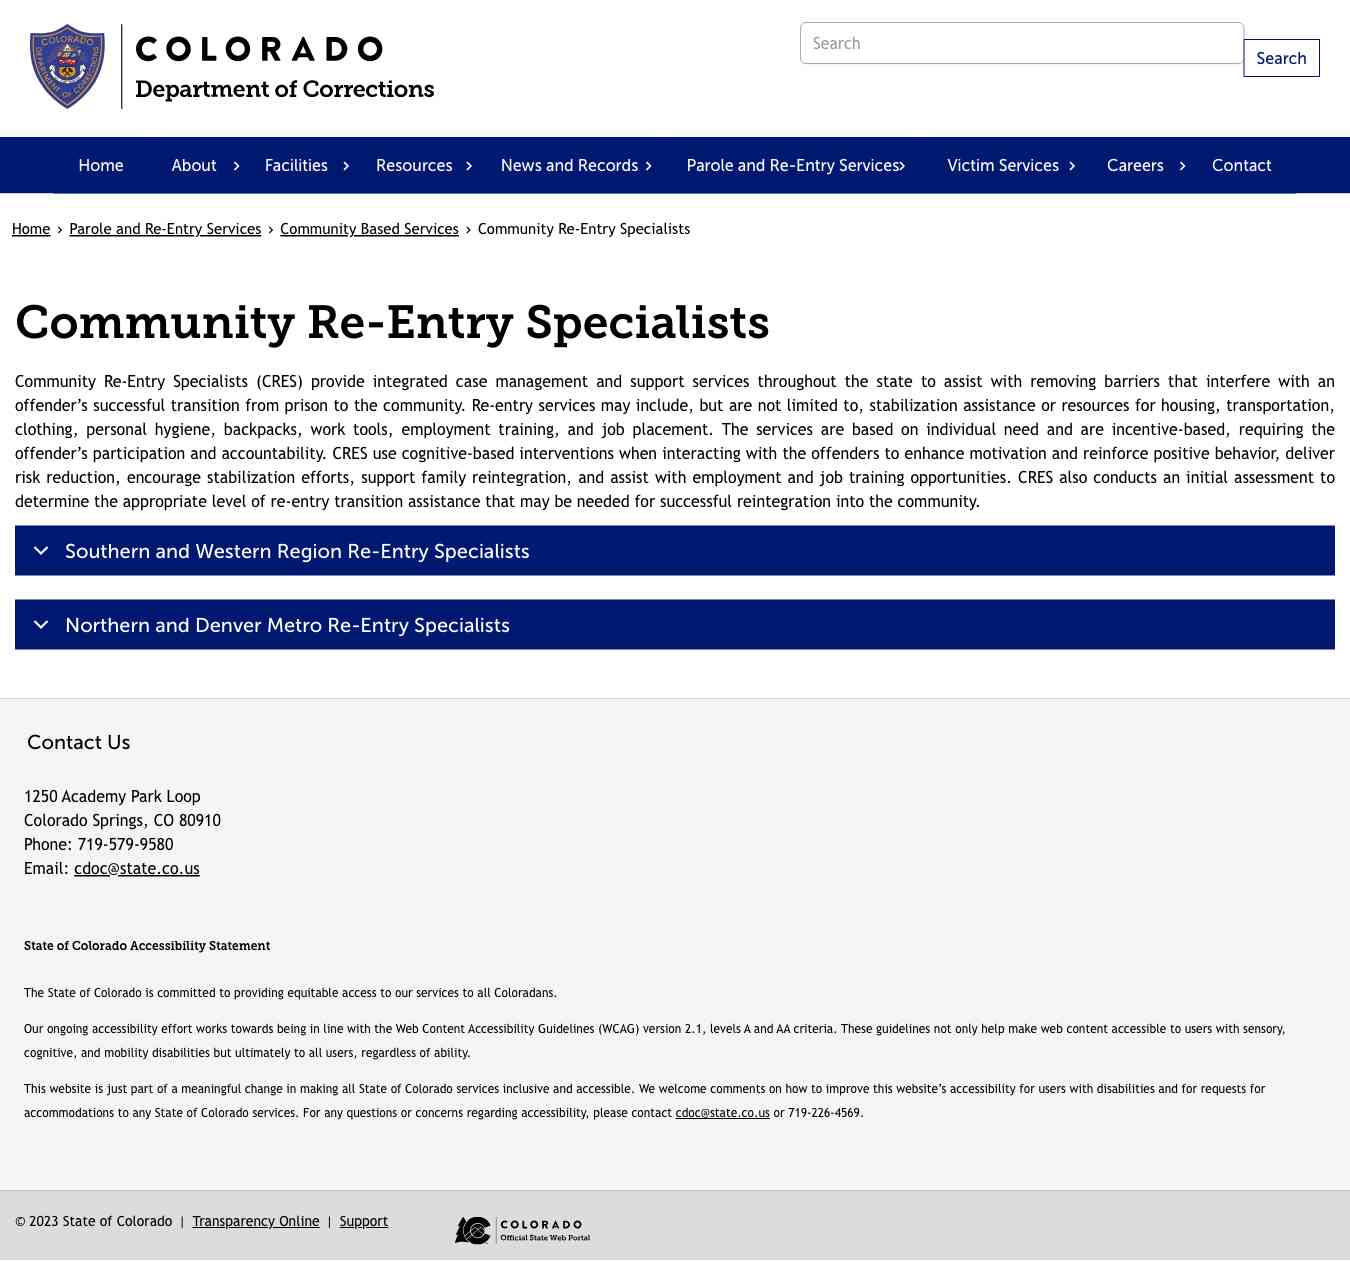 COLORADO
Department of Corrections
Search
Search
Home About Facilities Resources News and Records Parole and Re-Entry Services Victim Services Careers Contact
Home › Parole and Re-Entry Services › Community Based Services › Community Re-Entry Specialists
Community Re-Entry Specialists
Community Re-Entry Specialists (CRES) provide integrated case management and support services throughout the state to assist with removing barriers that interfere with an
offender’s successful transition from prison to the community. Re-entry services may include, but are not limited to, stabilization assistance or resources for housing, transportation,
clothing, personal hygiene, backpacks, work tools, employment training, and job placement. The services are based on individual need and are incentive-based, requiring the
offender’s participation and accountability. CRES use cognitive-based interventions when interacting with the offenders to enhance motivation and reinforce positive behavior, deliver
risk reduction, encourage stabilization efforts, support family reintegration, and assist with employment and job training opportunities. CRES also conducts an initial assessment to
determine the appropriate level of re-entry transition assistance that may be needed for successful reintegration into the community.
Southern and Western Region Re-Entry Specialists
Northern and Denver Metro Re-Entry Specialists
Contact Us
1250 Academy Park Loop
Colorado Springs, CO 80910
Phone: 719-579-9580
Email: cdoc@state.co.us
State of Colorado Accessibility Statement
The State of Colorado is committed to providing equitable access to our services to all Coloradans.
Our ongoing accessibility effort works towards being in line with the Web Content Accessibility Guidelines (WCAG) version 2.1, levels A and AA criteria. These guidelines not only help make web content accessible to users with sensory,
cognitive, and mobility disabilities but ultimately to all users, regardless of ability.
This website is just part of a meaningful change in making all State of Colorado services inclusive and accessible. We welcome comments on how to improve this website’s accessibility for users with disabilities and for requests for
accommodations to any State of Colorado services. For any questions or concerns regarding accessibility, please contact cdoc@state.co.us or 719-226-4569.
© 2023 State of Colorado | Transparency Online | Support
COLORADO
Official State Web Portal